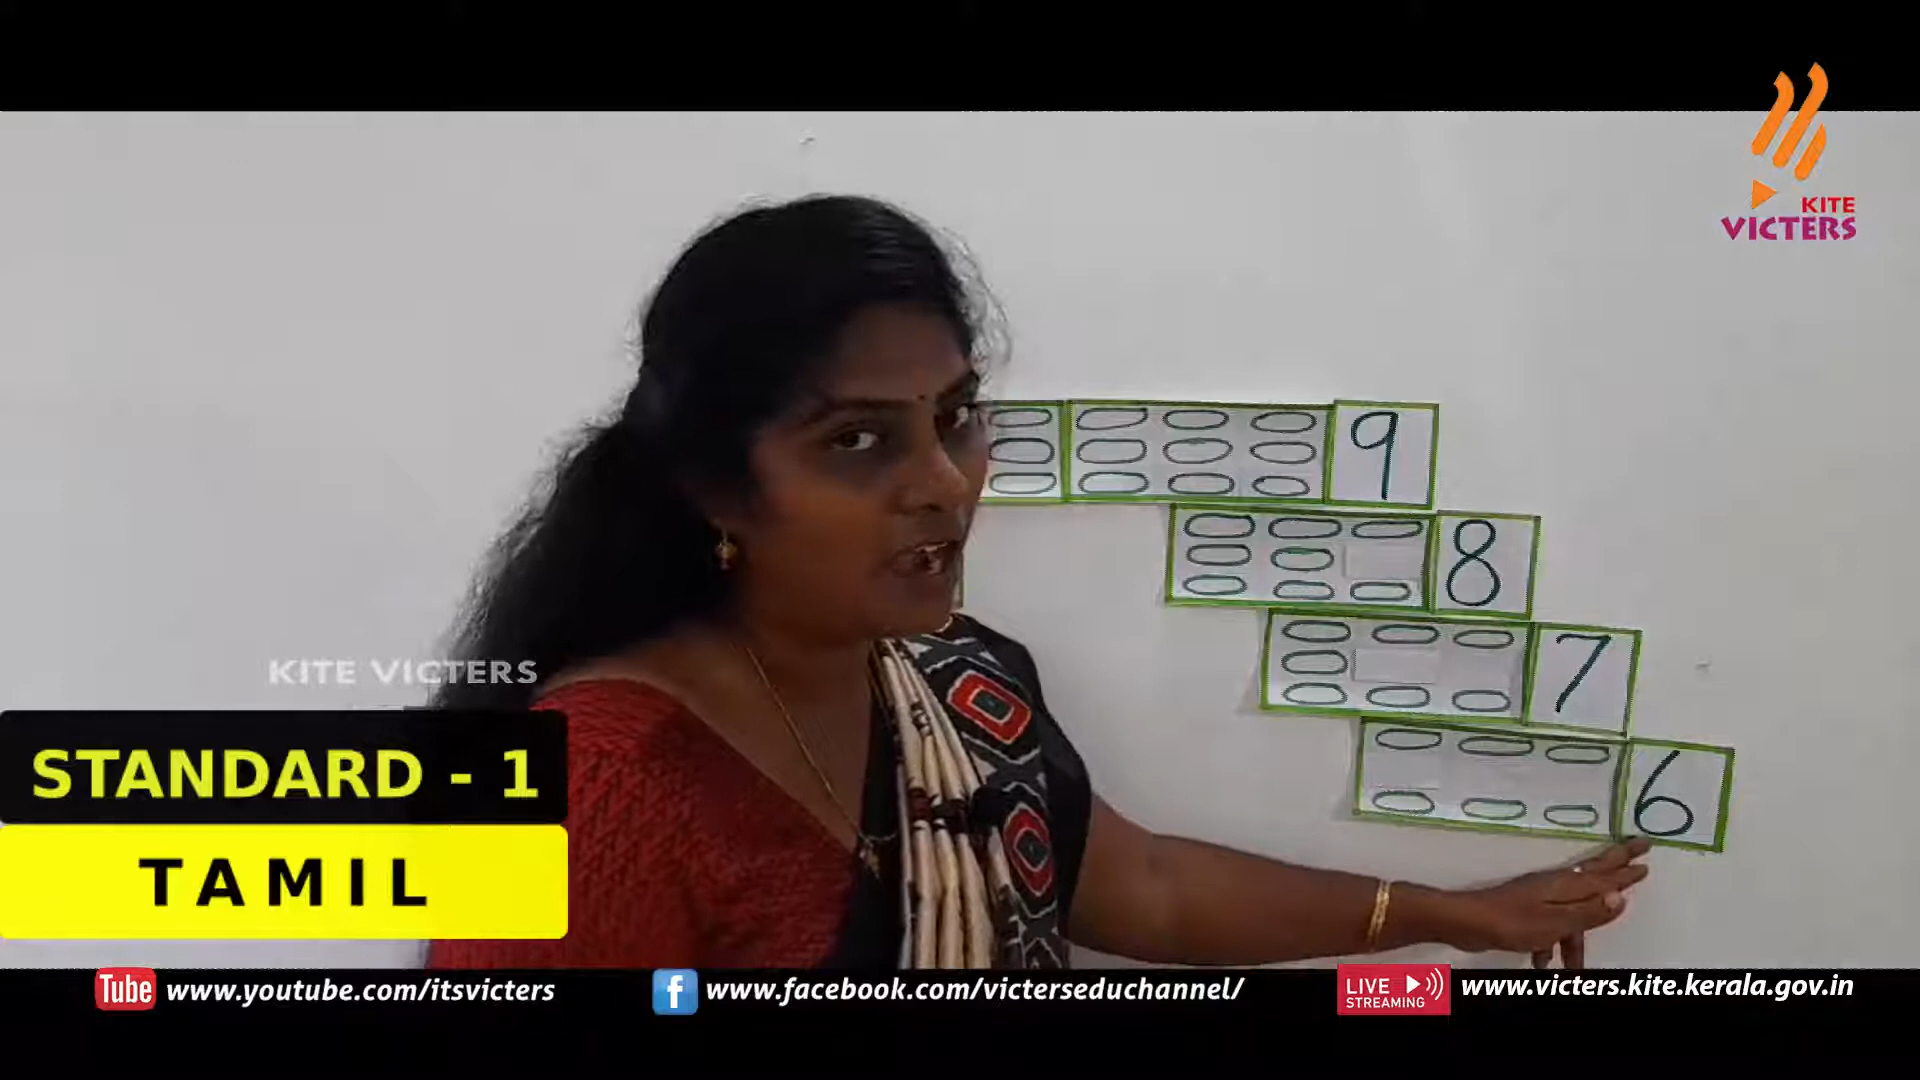 KITE
VICTERS
9
8
7
6
KITE VICTERS
STANDARD - 1
TAMIL
Tube www.youtube.com/itsvicters
f www.facebook.com/victerseduchannel/
LIVE
STREAMING
www.victers.kite.kerala.gov.in